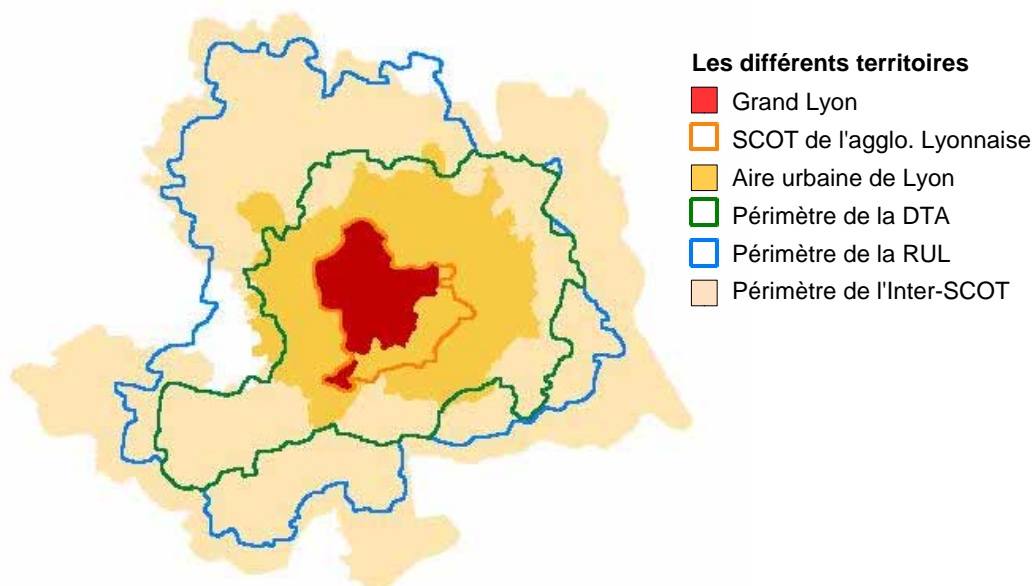 Les différents territoires
Grand Lyon
SCOT de l'agglo. Lyonnaise
Aire urbaine de Lyon
Périmètre de la DTA
Périmètre de la RUL
Périmètre de l'Inter-SCOT